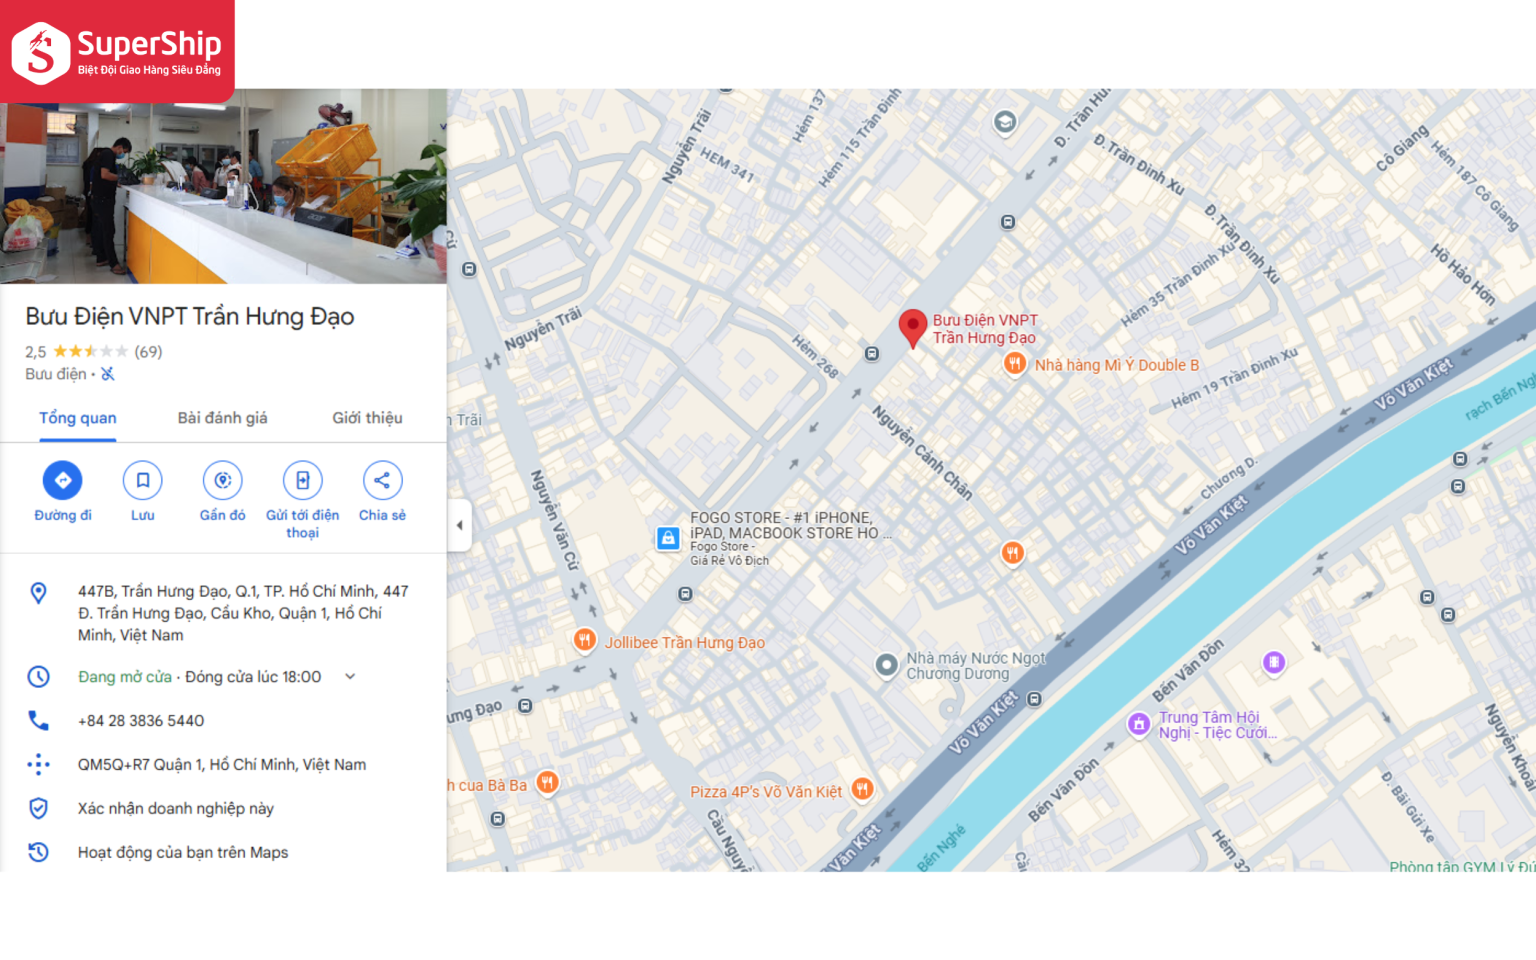 SuperShip
Biệt Đội Giao Hàng Siêu Đẳng
Bưu Điện VNPT Trần Hưng Đạo
2,5 (69)
Bưu điện ·
Tổng quan
Bài đánh giá
Giới thiệu
Đường đi
Lưu
Gần đó
Gửi tới điện
thoại
Chia sẻ
447B, Trần Hưng Đạo, Q.1, TP. Hồ Chí Minh, 447
Đ. Trần Hưng Đạo, Cầu Kho, Quận 1, Hồ Chí
Minh, Việt Nam
Đang mở cửa · Đóng cửa lúc 18:00
+84 28 3836 5440
QM5Q+R7 Quận 1, Hồ Chí Minh, Việt Nam
Xác nhận doanh nghiệp này
Hoạt động của bạn trên Maps
Nguyễn Trãi
HẺM 341
Hẻm 137
Hẻm 115 Trần Đình
Đ. Trần Hư
Đ. Trần Đình Xu
Cô Giang
Hẻm 187 Cô Giang
Đ. Trần Đình Xu
Hồ Hảo Hớn
Hẻm 35 Trần Đình Xu
Cừ
Nguyễn Trãi
Hẻm 268
Bưu Điện VNPT
Trần Hưng Đạo
Nhà hàng Mì Ý Double B
Hẻm 19 Trần Đình Xu
Võ Văn Kiệt
rạch Bến Ngh
n Trãi
Nguyễn Cảnh Chân
Chương D.
Võ Văn Kiệt
Nguyễn Văn Cừ
FOGO STORE - #1 iPHONE,
iPAD, MACBOOK STORE HO ...
Fogo Store -
Giá Rẻ Vô Địch
Jollibee Trần Hưng Đạo
Nhà máy Nước Ngọt
Chương Dương
Bến Vân Đồn
ưng Đạo
Võ Văn Kiệt
Trung Tâm Hội
Nghị - Tiệc Cưới...
Nguyễn Khoái
h cua Bà Ba
Pizza 4P's Võ Văn Kiệt
Bến Vân Đồn
Đ. Bãi Gửi Xe
Cầu Nguyễ
Văn Kiệt
Bến Nghé
Hẻm 32
Phòng tập GYM Lý Đứ